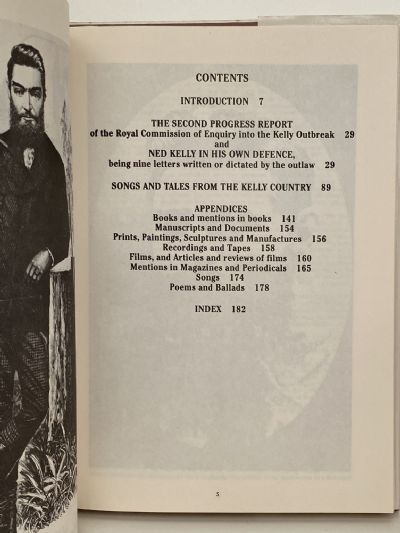 CONTENTS
INTRODUCTION 7
THE SECOND PROGRESS REPORT
of the Royal Commission of Enquiry into the Kelly Outbreak 29
and
NED KELLY IN HIS OWN DEFENCE,
being nine letters written or dictated by the outlaw 29
SONGS AND TALES FROM THE KELLY COUNTRY 89
APPENDICES
Books and mentions in books 141
Manuscripts and Documents 154
Prints, Paintings, Sculptures and Manufactures 156
Recordings and Tapes 158
Films, and Articles and reviews of films 160
Mentions in Magazines and Periodicals 165
Songs 174
Poems and Ballads 178
INDEX 182
5